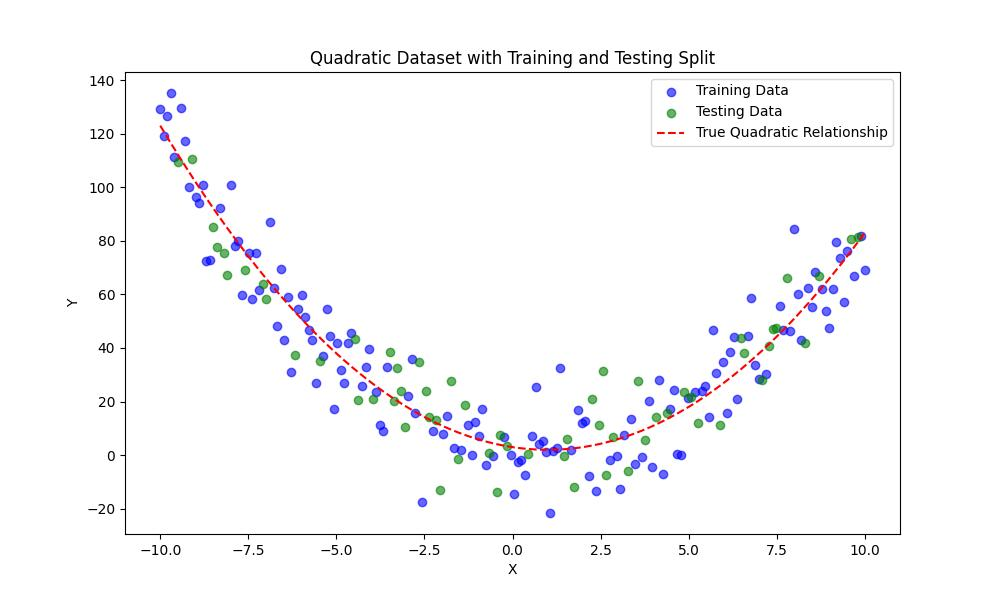 Quadratic Dataset with Training and Testing Split
140
120
100
80
60
40
20
0
−20
Y
Training Data
Testing Data
True Quadratic Relationship
−10.0 −7.5 −5.0 −2.5 0.0 2.5 5.0 7.5 10.0
X